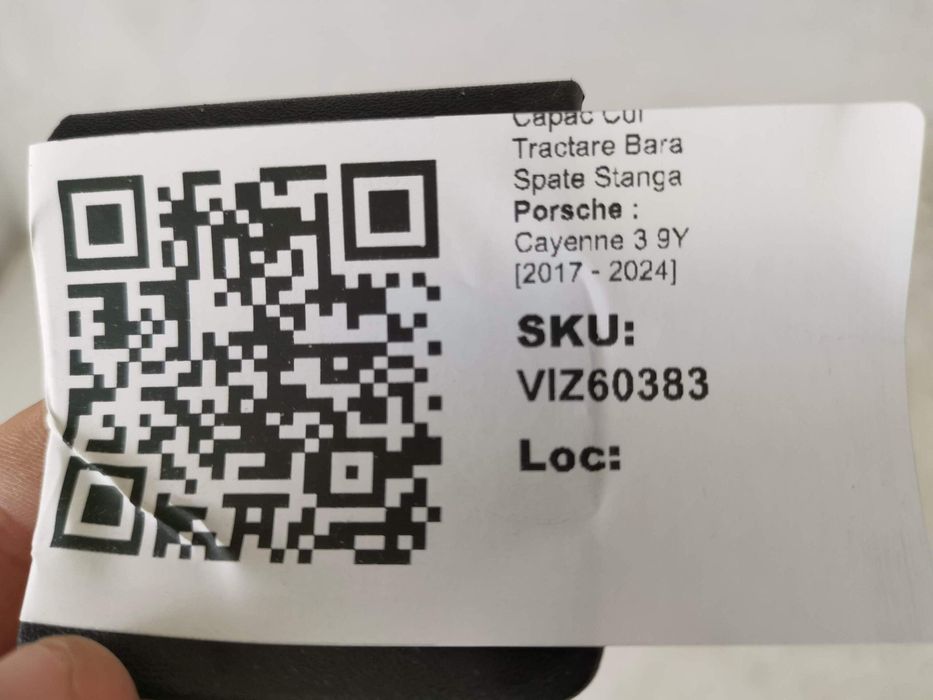 Capac Cui
Tractare Bara
Spate Stanga
Porsche :
Cayenne 3 9Y
[2017 - 2024]
SKU:
VIZ60383
Loc: